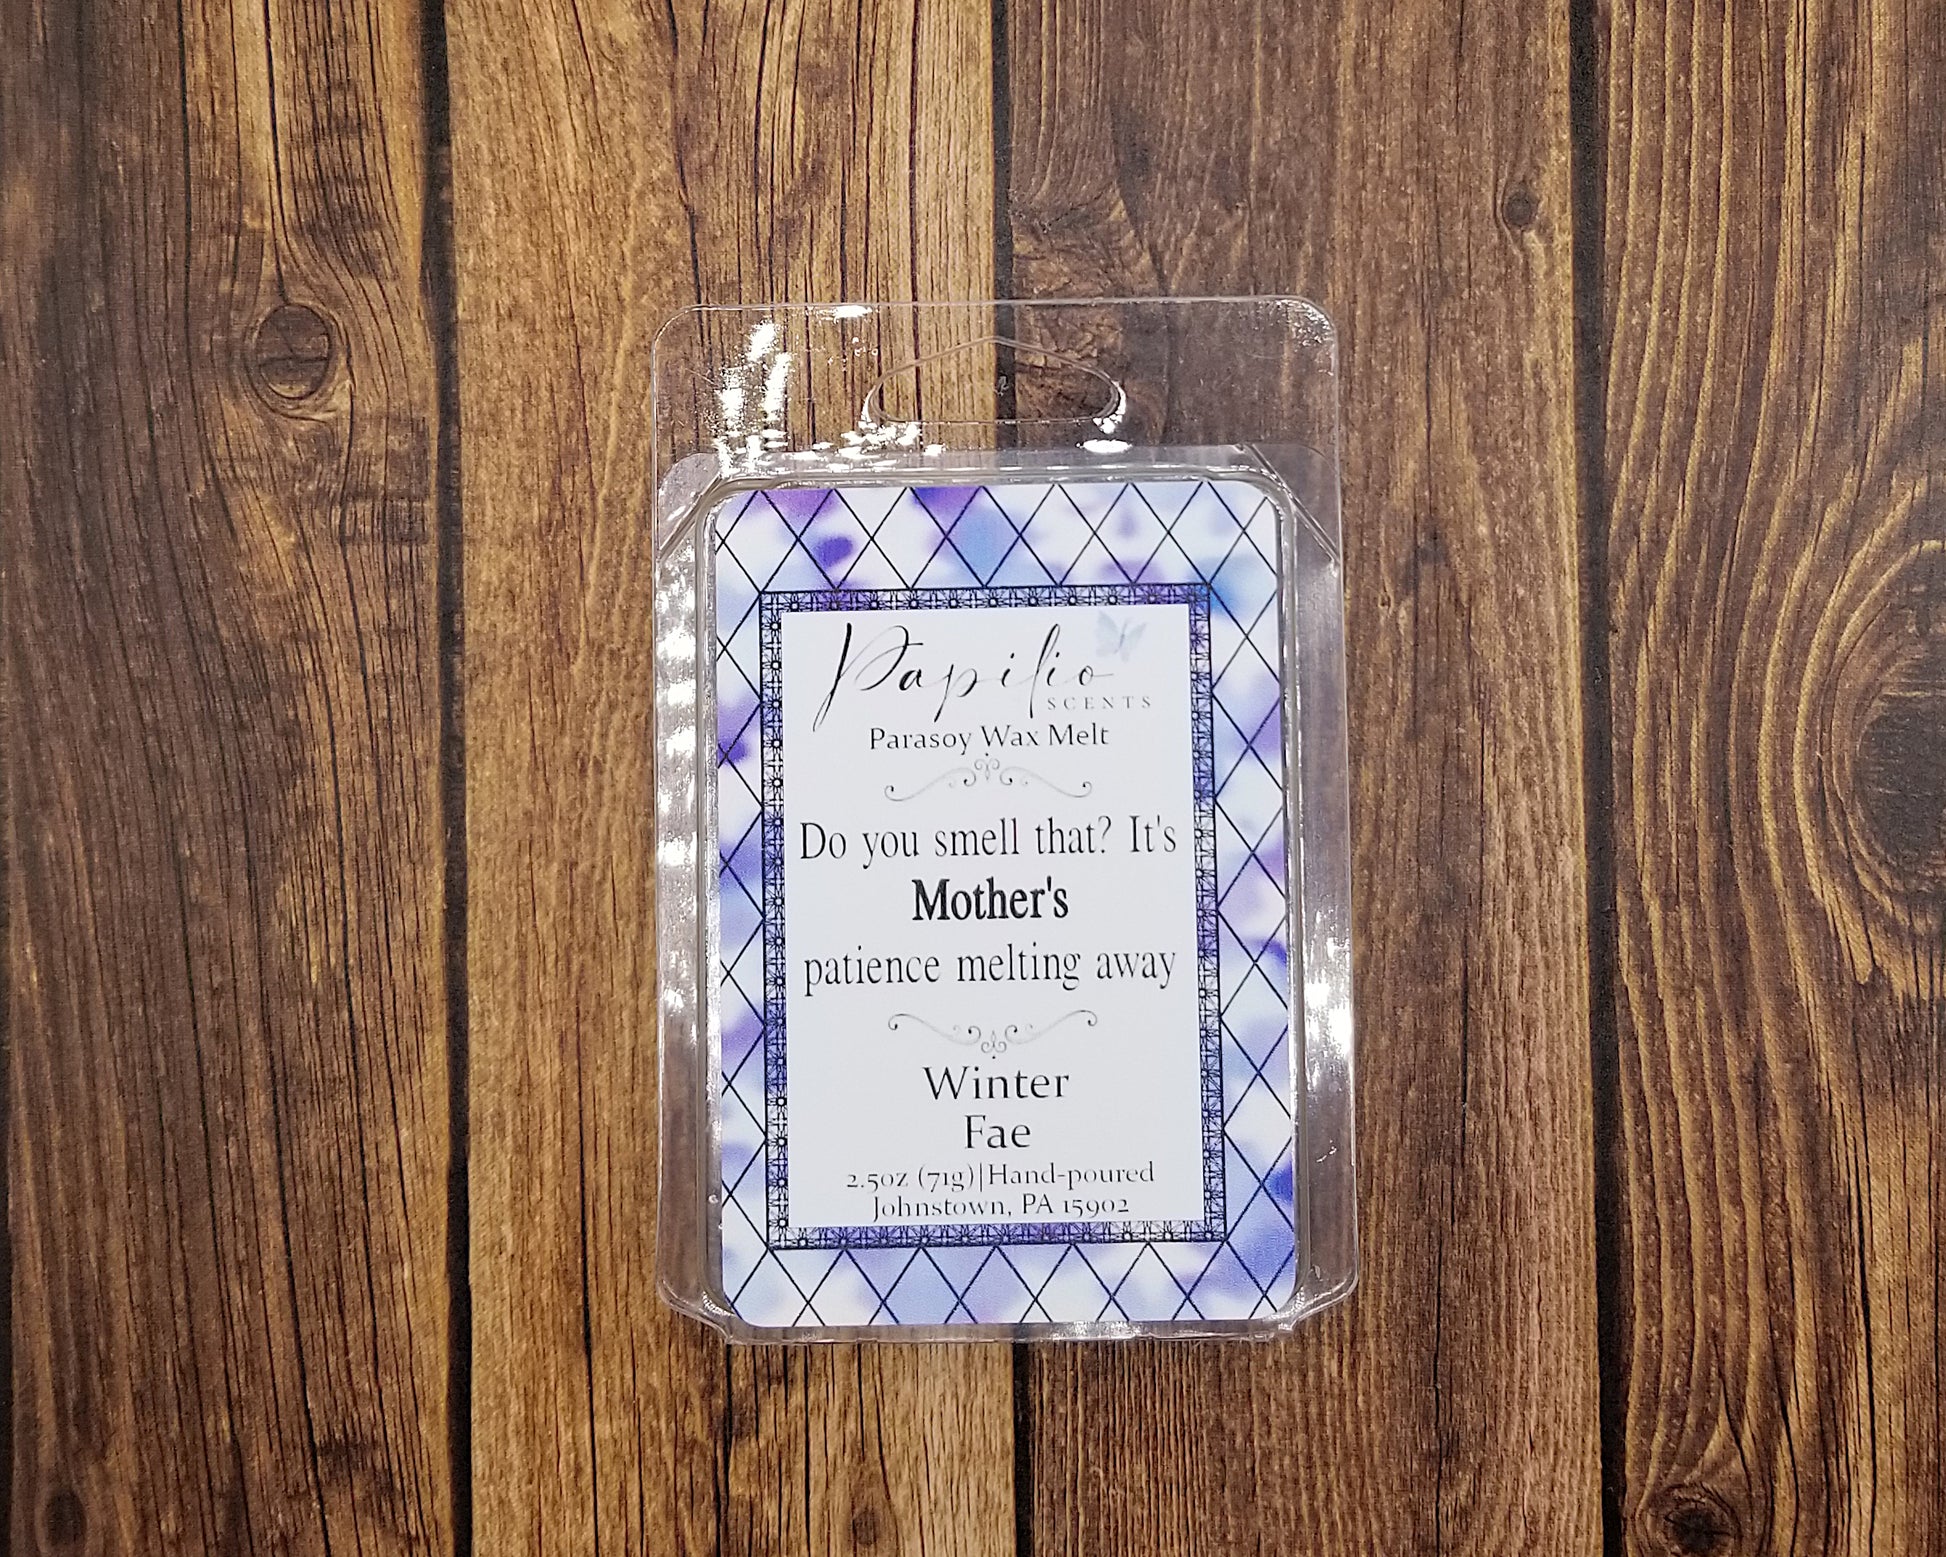 Papilio
SCENTS
Parasoy Wax Melt
Do you smell that? It's
Mother's
patience melting away
Winter
Fae
2.5oz (71g)|Hand-poured
Johnstown, PA 15902